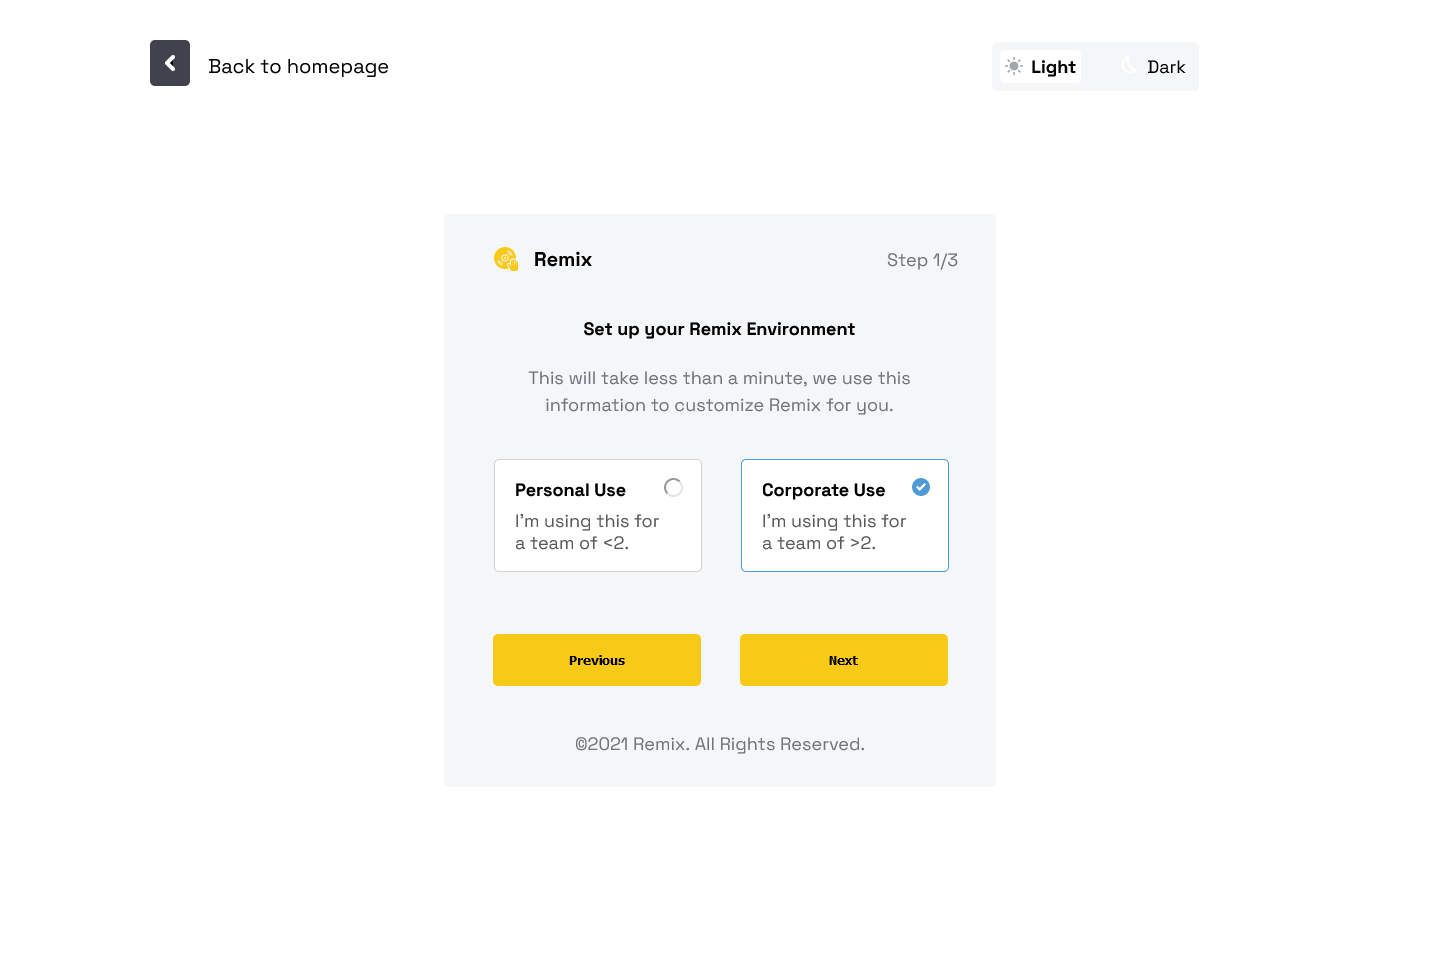 Back to homepage
Light
Dark
Remix
Step 1/3
Set up your Remix Environment
This will take less than a minute, we use this
information to customize Remix for you.
Personal Use
I’m using this for
a team of <2.
Corporate Use
I’m using this for
a team of >2.
Previous
Next
©2021 Remix. All Rights Reserved.